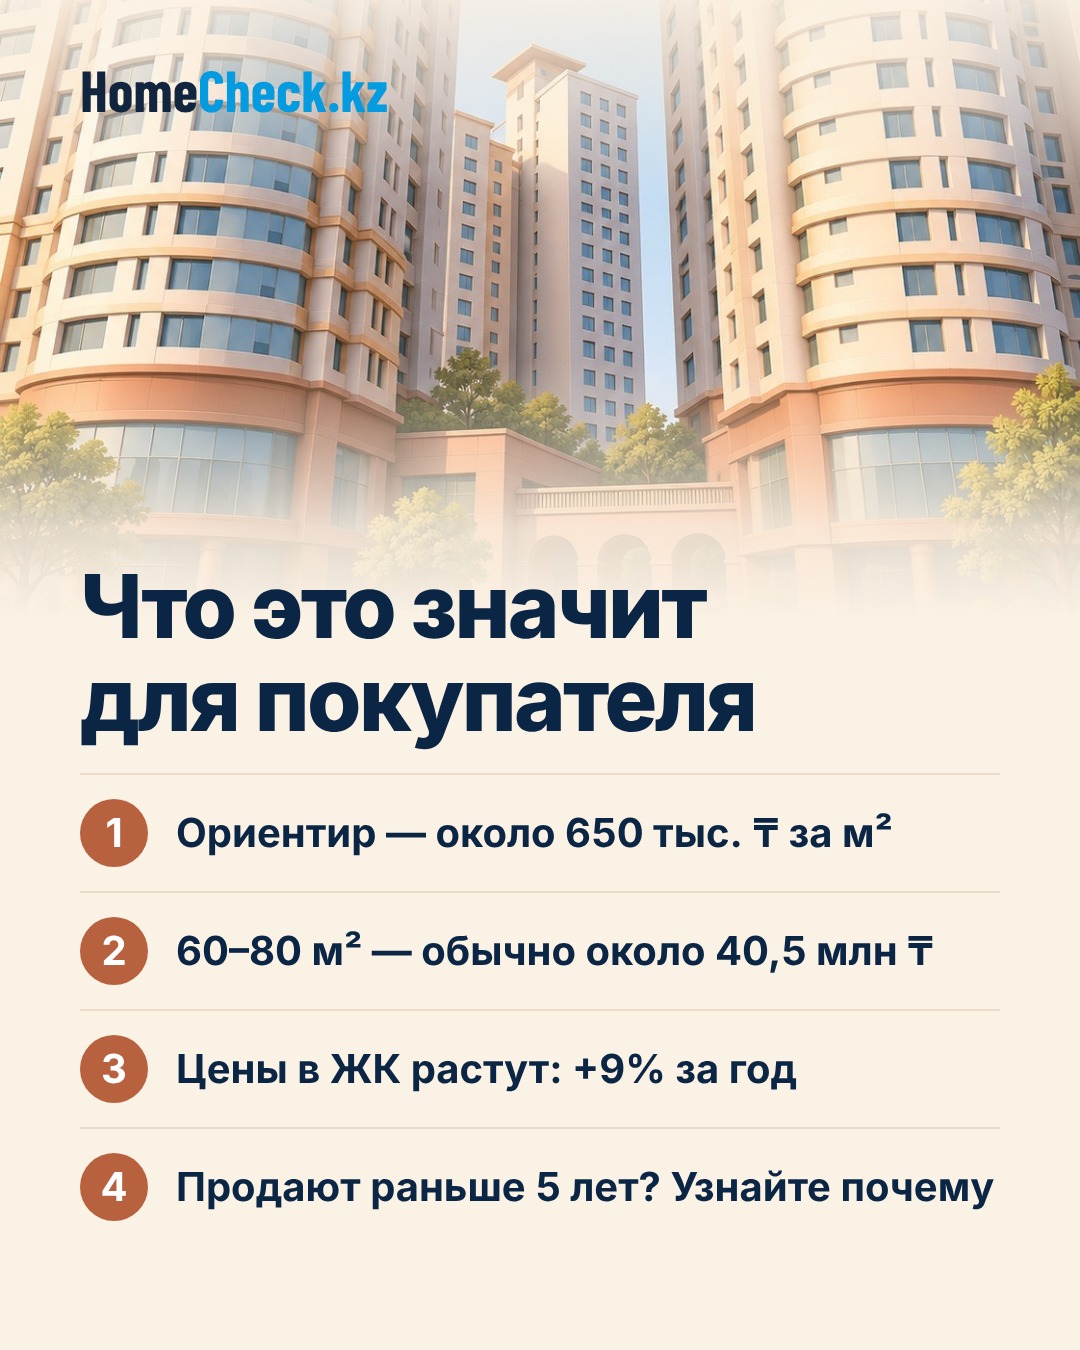 HomeCheck.kz
Что это значит
для покупателя
1 Ориентир — около 650 тыс. ₸ за м²
2 60–80 м² — обычно около 40,5 млн ₸
3 Цены в ЖК растут: +9% за год
4 Продают раньше 5 лет? Узнайте почему